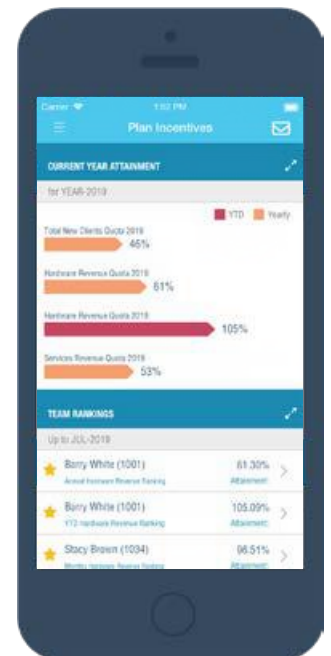 Carrier 1:52 PM
Plan Incentives
CURRENT YEAR ATTAINMENT
for YEAR-2019
YTD Yearly
Total New Clients Quota 2019
46%
Hardware Revenue Quota 2019
61%
Hardware Revenue Quota 2019
105%
Services Revenue Quota 2019
53%
TEAM RANKINGS
Up to JUL-2019
Barry White (1001) 61.30%
Annual Hardware Revenue Ranking Attainment
Barry White (1001) 105.09%
YTD Hardware Revenue Ranking Attainment
Stacy Brown (1034) 96.51%
Monthly Hardware Revenue Ranking Attainment